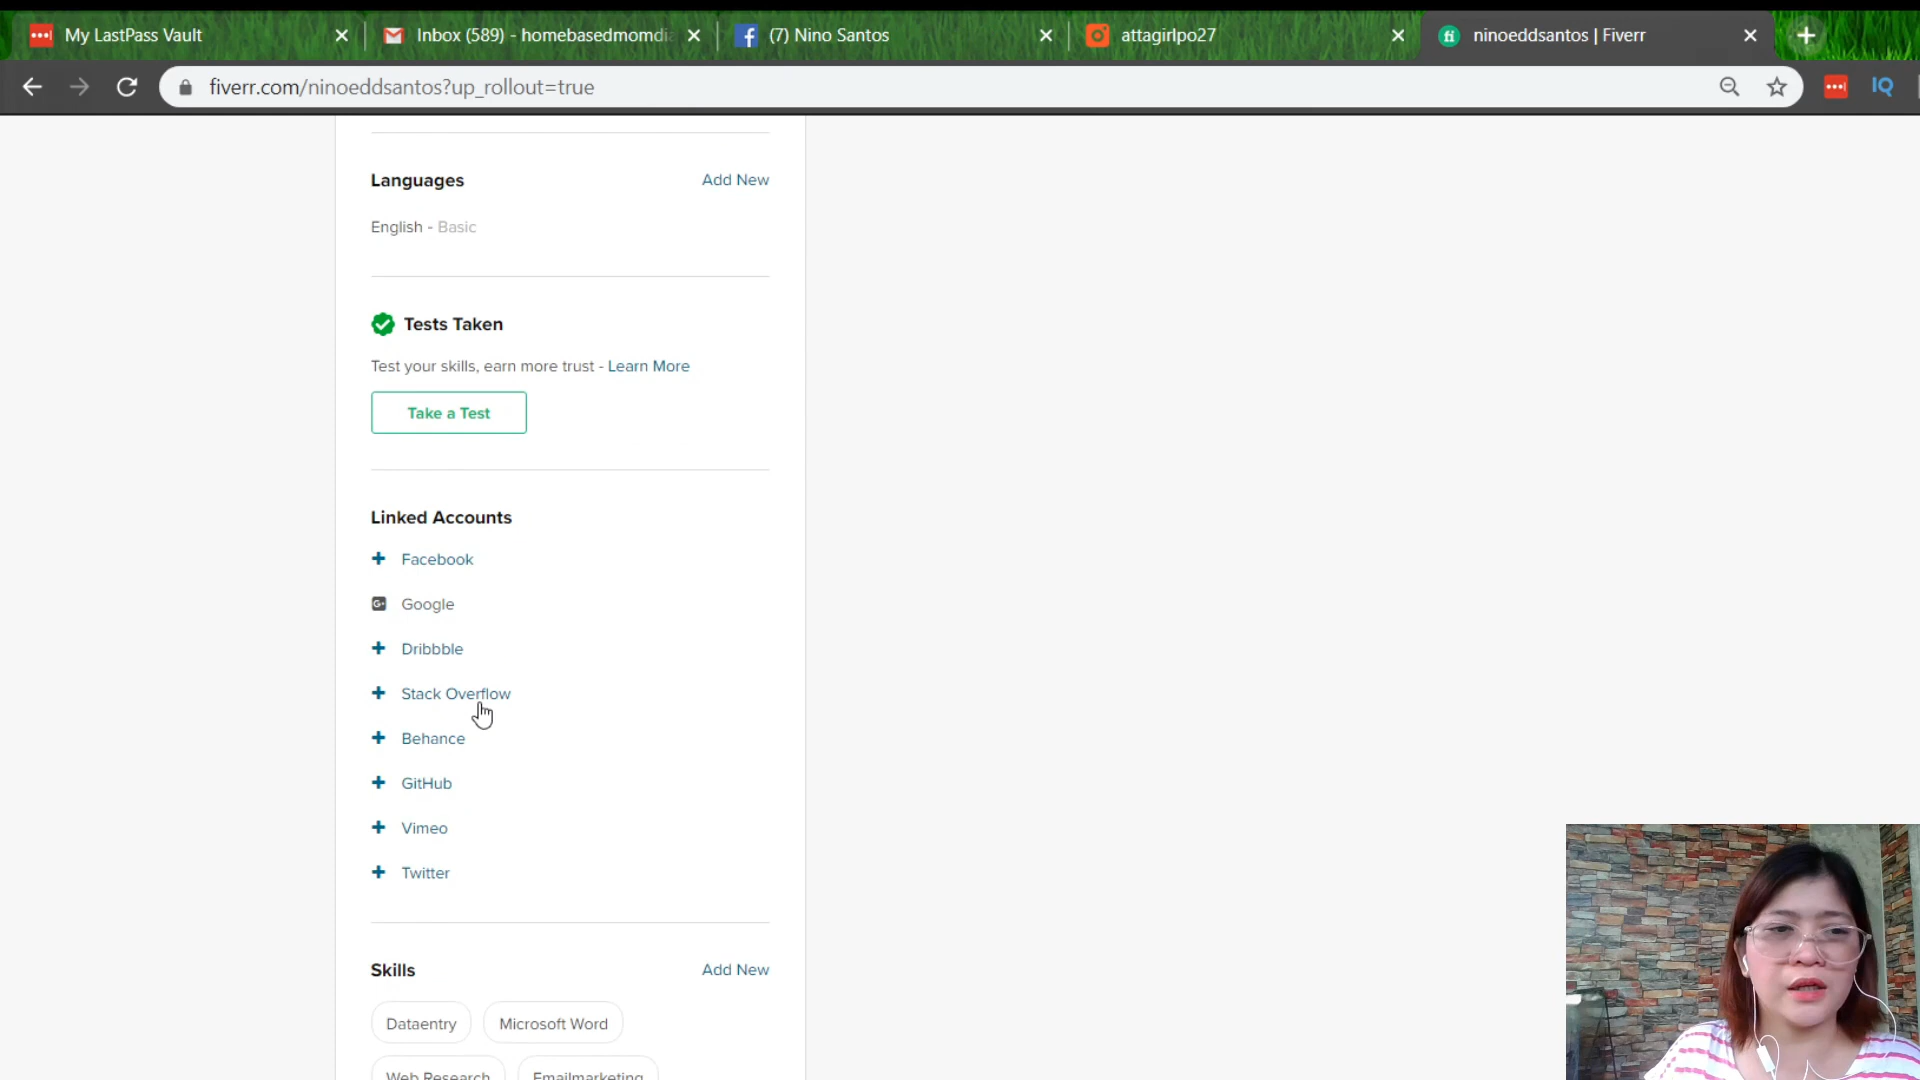 My LastPass Vault
Inbox (589) - homebasedmomdi
(7) Nino Santos
attagirlpo27
ninoeddsantos | Fiverr
fiverr.com/ninoeddsantos?up_rollout=true
IQ
Languages
Add New
English - Basic
Tests Taken
Test your skills, earn more trust - Learn More
Take a Test
Linked Accounts
Facebook
G+ Google
Dribbble
Stack Overflow
Behance
GitHub
Vimeo
Twitter
Skills
Add New
Dataentry
Microsoft Word
Web Research
Emailmarketing